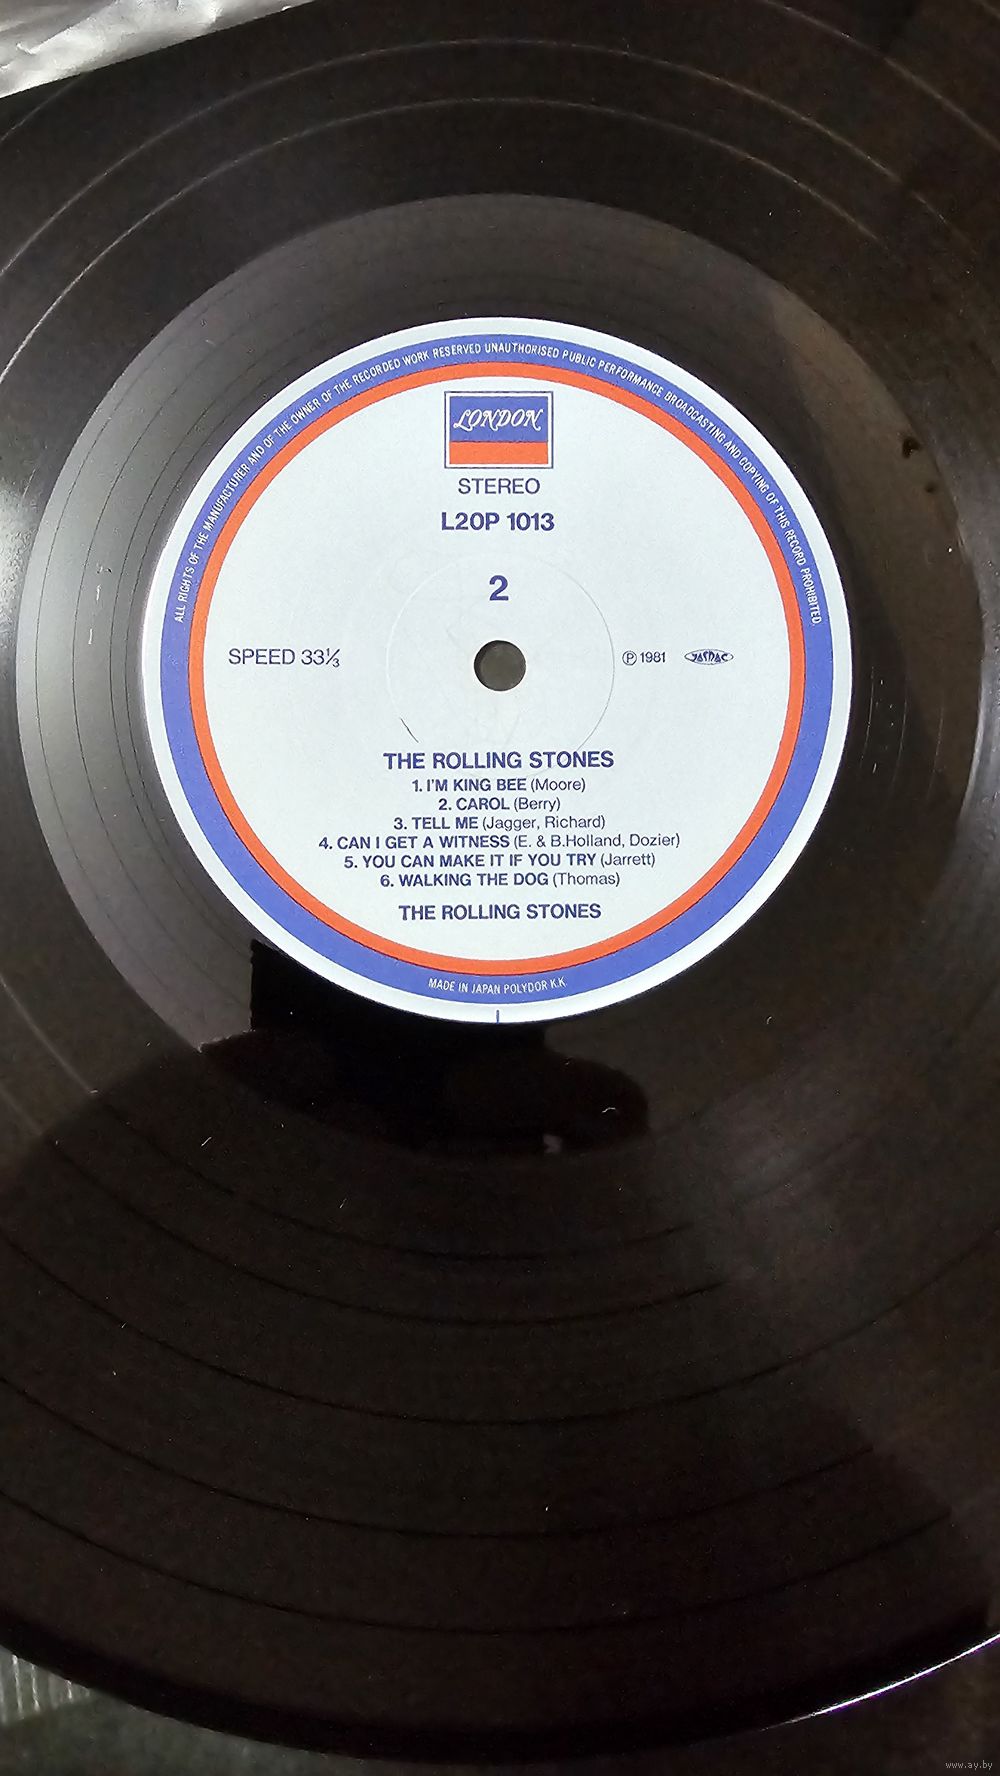 ALL RIGHTS OF THE MANUFACTURER AND OF THE OWNER OF THE RECORDED WORK RESERVED UNAUTHORISED PUBLIC PERFORMANCE BROADCASTING AND COPYING OF THIS RECORD PROHIBITED.
LONDON
STEREO
L20P 1013
2
SPEED 33⅓
Ⓟ 1981 JASRAC
THE ROLLING STONES
1. I'M KING BEE (Moore)
2. CAROL (Berry)
3. TELL ME (Jagger, Richard)
4. CAN I GET A WITNESS (E. & B.Holland, Dozier)
5. YOU CAN MAKE IT IF YOU TRY (Jarrett)
6. WALKING THE DOG (Thomas)
THE ROLLING STONES
MADE IN JAPAN POLYDOR K.K.
www.ay.by